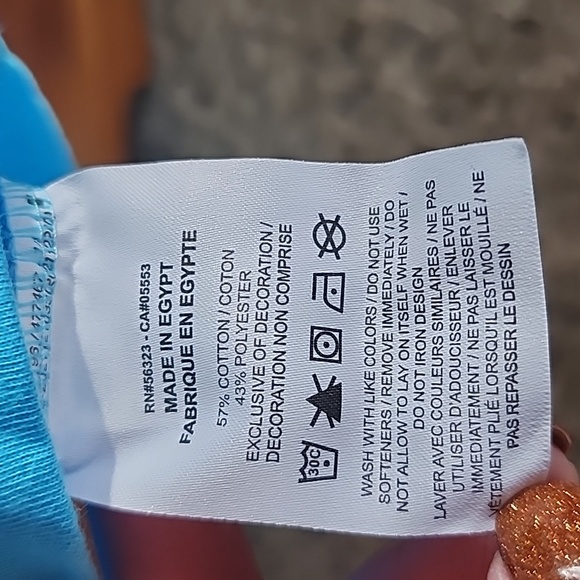 RN#56323 - CA#05553
MADE IN EGYPT
FABRIQUE EN EGYPTE
57% COTTON / COTON
43% POLYESTER
EXCLUSIVE OF DECORATION /
DECORATION NON COMPRISE
30C
WASH WITH LIKE COLORS / DO NOT USE
SOFTENERS / REMOVE IMMEDIATELY / DO
NOT ALLOW TO LAY ON ITSELF WHEN WET /
DO NOT IRON DESIGN
LAVER AVEC COULEURS SIMILAIRES / NE PAS
UTILISER D'ADOUCISSEUR / ENLEVER
IMMEDIATEMENT / NE PAS LAISSER LE
VÊTEMENT PLIÉ LORSQU'IL EST MOUILLÉ / NE
PAS REPASSER LE DESSIN